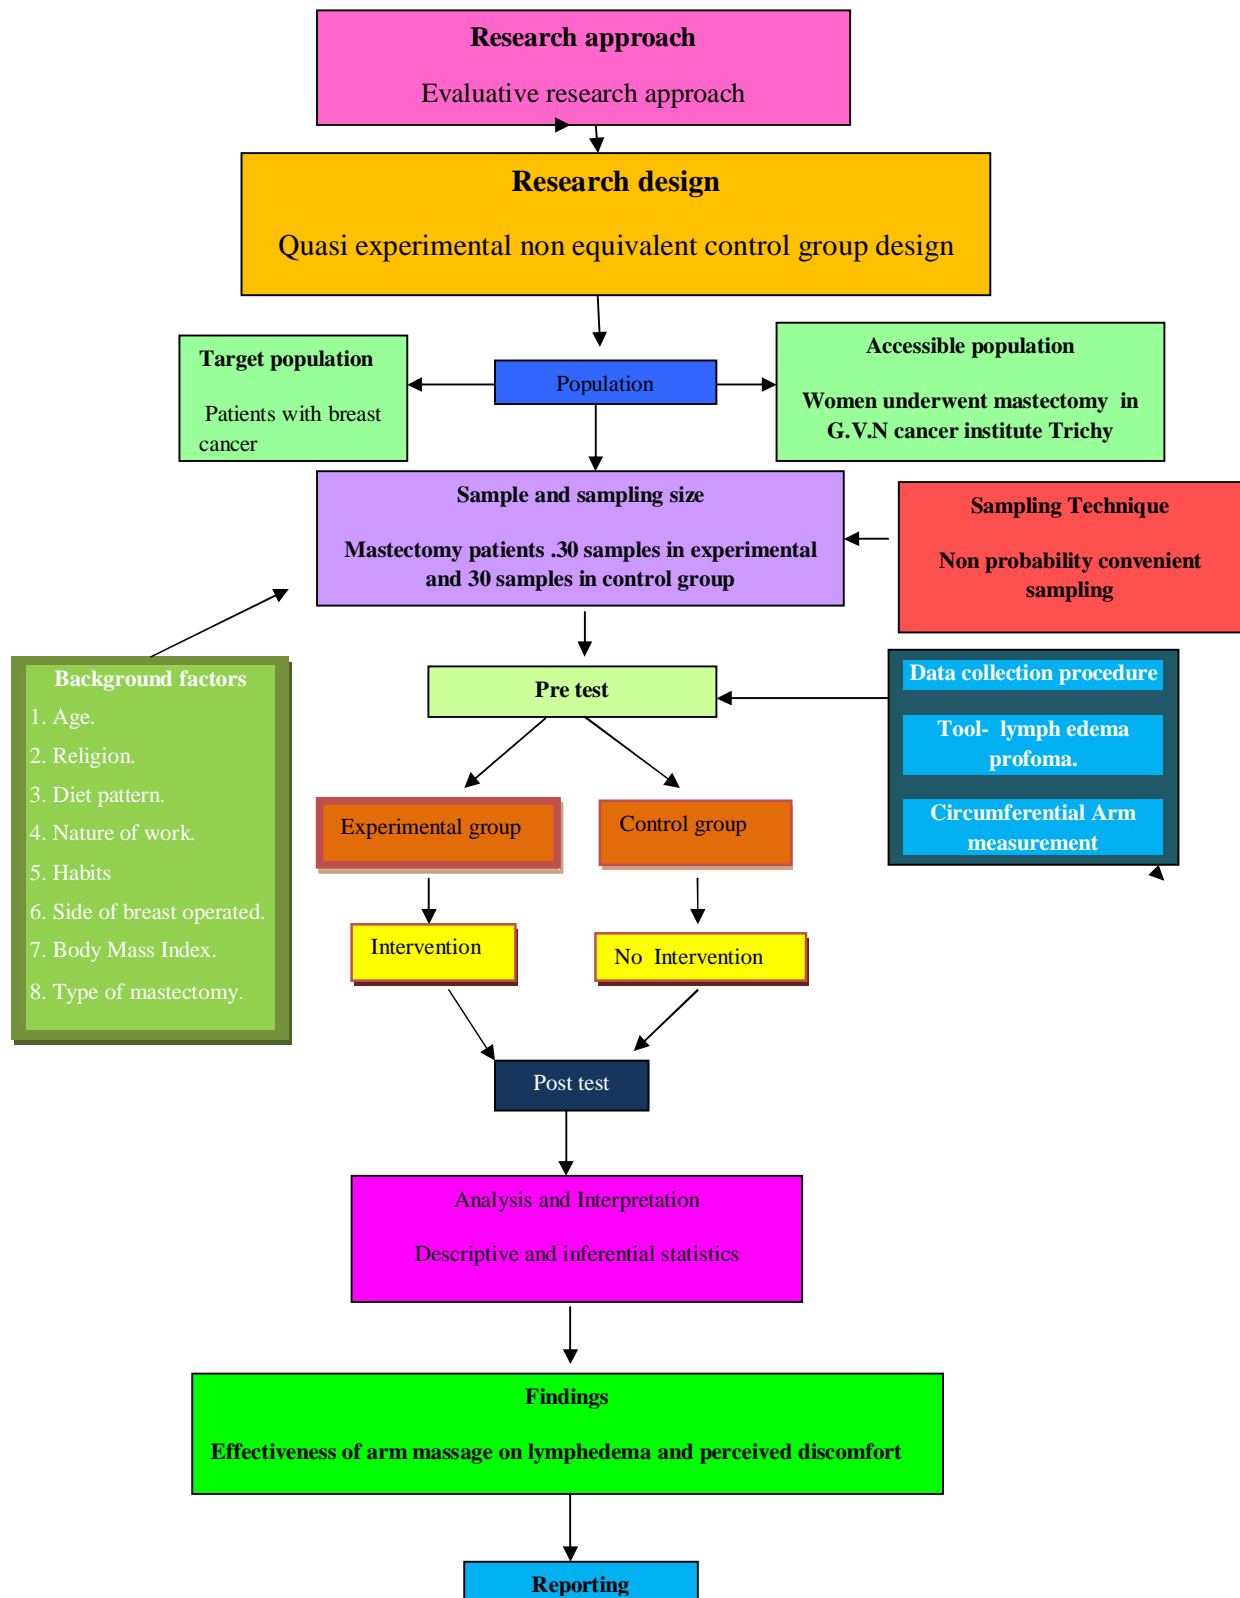 Research approach
Evaluative research approach
Research design
Quasi experimental non equivalent control group design
Target population
Patients with breast
cancer
Population
Accessible population
Women underwent mastectomy in
G.V.N cancer institute Trichy
Sample and sampling size
Mastectomy patients .30 samples in experimental
and 30 samples in control group
Sampling Technique
Non probability convenient
sampling
Background factors
1. Age.
2. Religion.
3. Diet pattern.
4. Nature of work.
5. Habits
6. Side of breast operated.
7. Body Mass Index.
8. Type of mastectomy.
Pre test
Data collection procedure
Tool- lymph edema
profoma.
Circumferential Arm
measurement
Experimental group
Control group
Intervention
No Intervention
Post test
Analysis and Interpretation
Descriptive and inferential statistics
Findings
Effectiveness of arm massage on lymphedema and perceived discomfort
Reporting